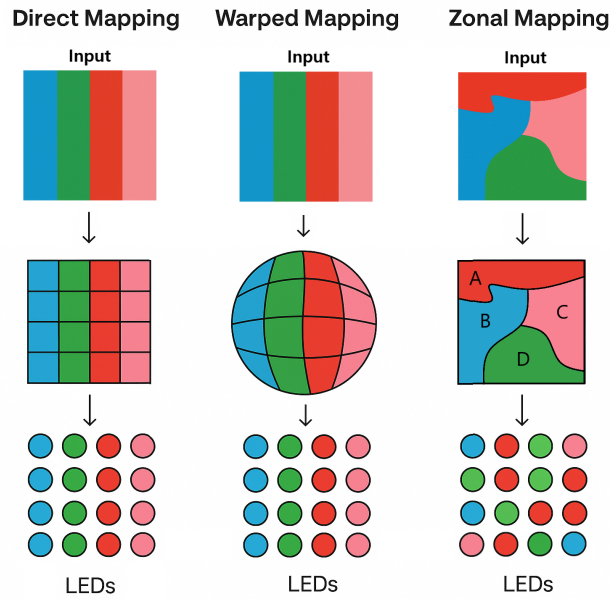 Direct Mapping
Warped Mapping
Zonal Mapping
Input
Input
Input
A
B
C
D
LEDs
LEDs
LEDs